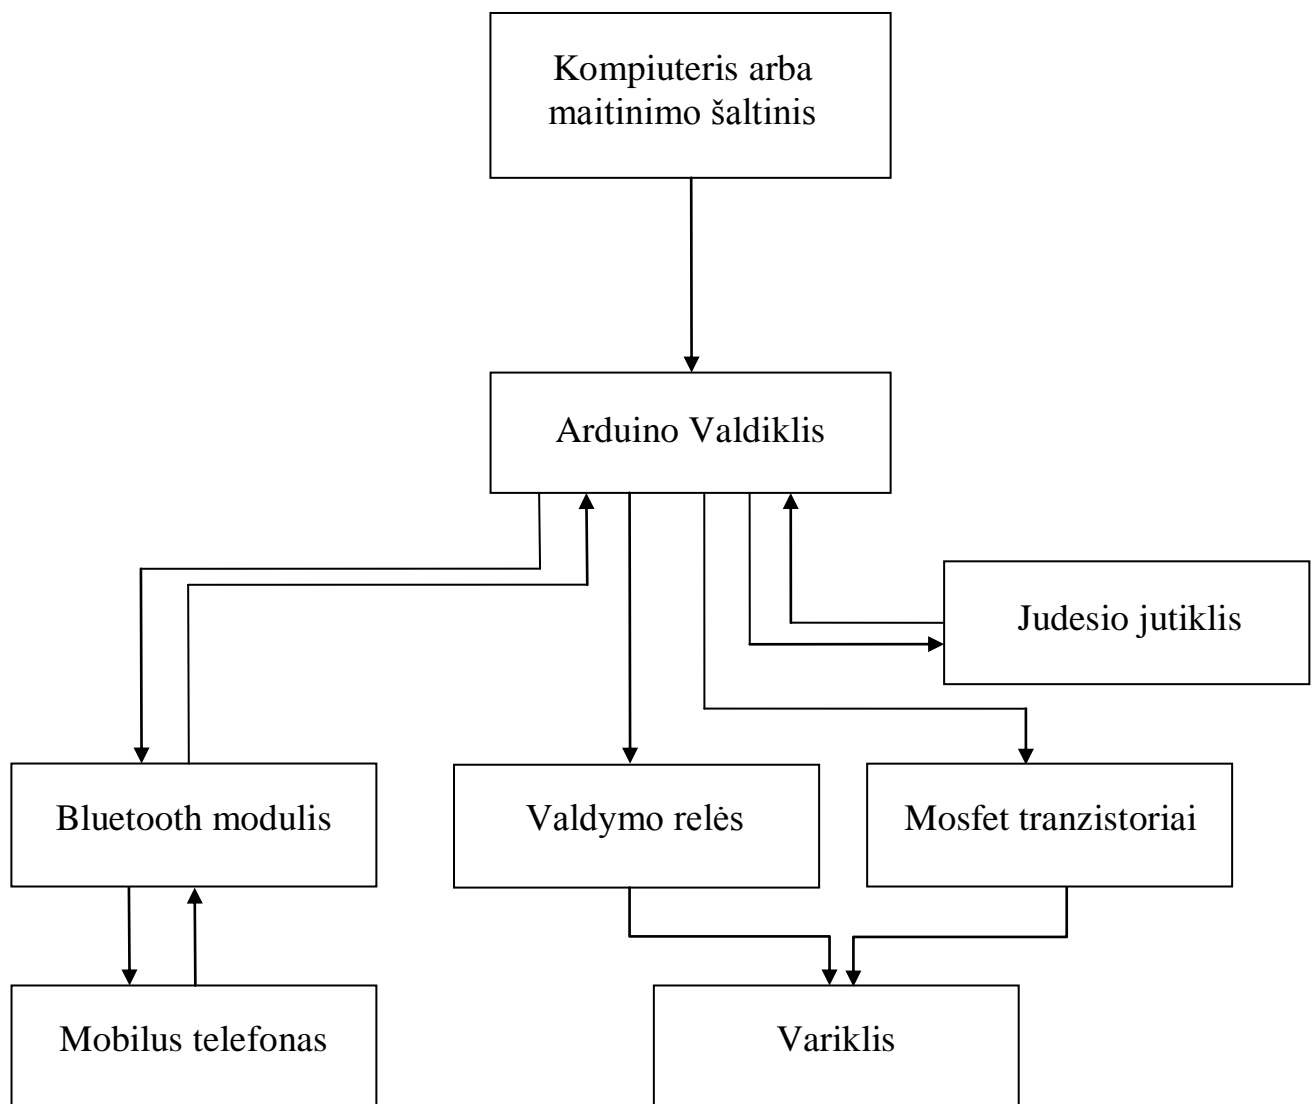 Kompiuteris arba
maitinimo šaltinis
Arduino Valdiklis
Judesio jutiklis
Bluetooth modulis
Valdymo relės
Mosfet tranzistoriai
Mobilus telefonas
Variklis